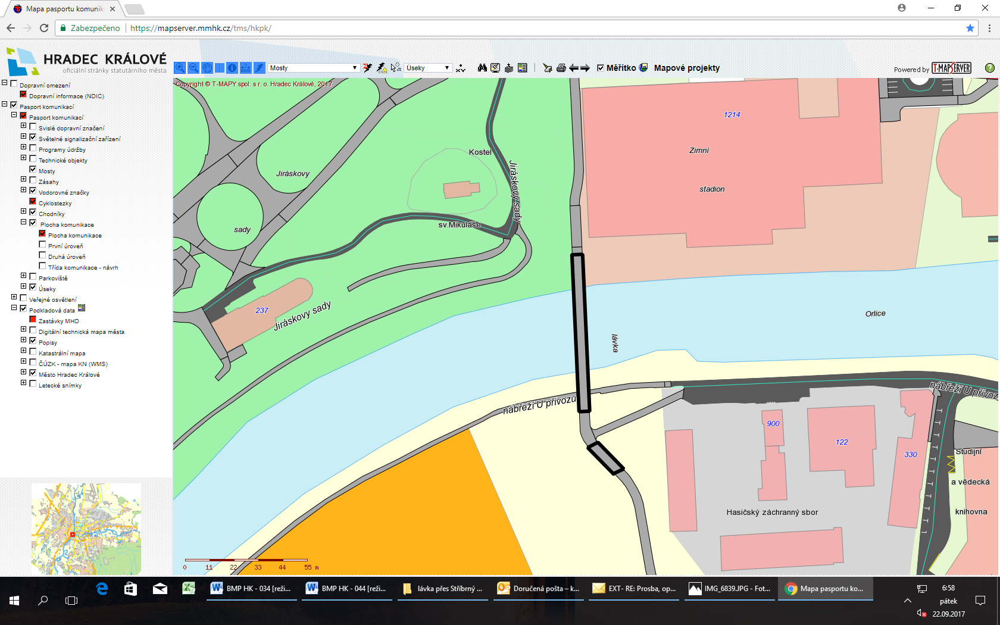 Mapa pasportu komunik
Zabezpečeno
https://mapserver.mmhk.cz/tms/hkpk/
HRADEC KRÁLOVÉ
oficiální stránky statutárního města
Mosty
Úseky
Měřítko
Mapové projekty
Powered by T-MAPSERVER
Dopravní omezení
Dopravní informace (NDIC)
Pasport komunikací
Pasport komunikací
Svislé dopravní značení
Světelné signalizační zařízení
Programy údržby
Technické objekty
Mosty
Zásahy
Vodorovné značky
Cyklostezky
Chodníky
Plocha komunikace
Plocha komunikace
První úroveň
Druhá úroveň
Třída komunikace - návrh
Parkoviště
Úseky
Veřejné osvětlení
Podkladová data
Zastávky MHD
Digitální technická mapa města
Popisy
Katastrální mapa
ČÚZK - mapa KN (WMS)
Město Hradec Králové
Letecké snímky
Copyright © T-MAPY spol. s r. o. Hradec Králové, 2017
1214
Zimní
stadion
Kostel
Jiráskovy sady
Jiráskovy
sady
sv.Mikuláše
237
Jiráskovy sady
Orlice
lávka
nábřeží U přívozu
nábřeží U přívoz
900
122
330
Studijní
a vědecká
knihovna
Hasičský záchranný sbor
0 11 22 33 44 55 m
BMP HK - 034 [reži...
BMP HK - 044 [reži...
lávka přes Stříbrný ...
Doručená pošta – k...
EXT- RE: Prosba, op...
IMG_6839.JPG - Fot...
Mapa pasportu ko...
6:58
pátek
22.09.2017